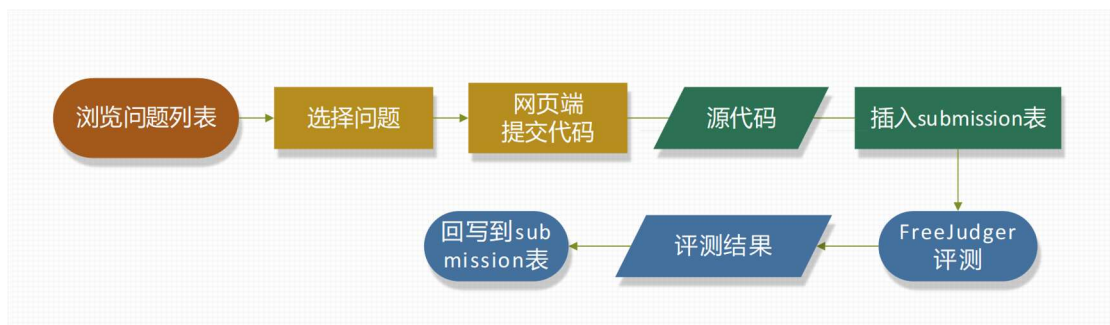 浏览问题列表
选择问题
网页端
提交代码
源代码
插入submission表
FreeJudger
评测
评测结果
回写到sub
mission表